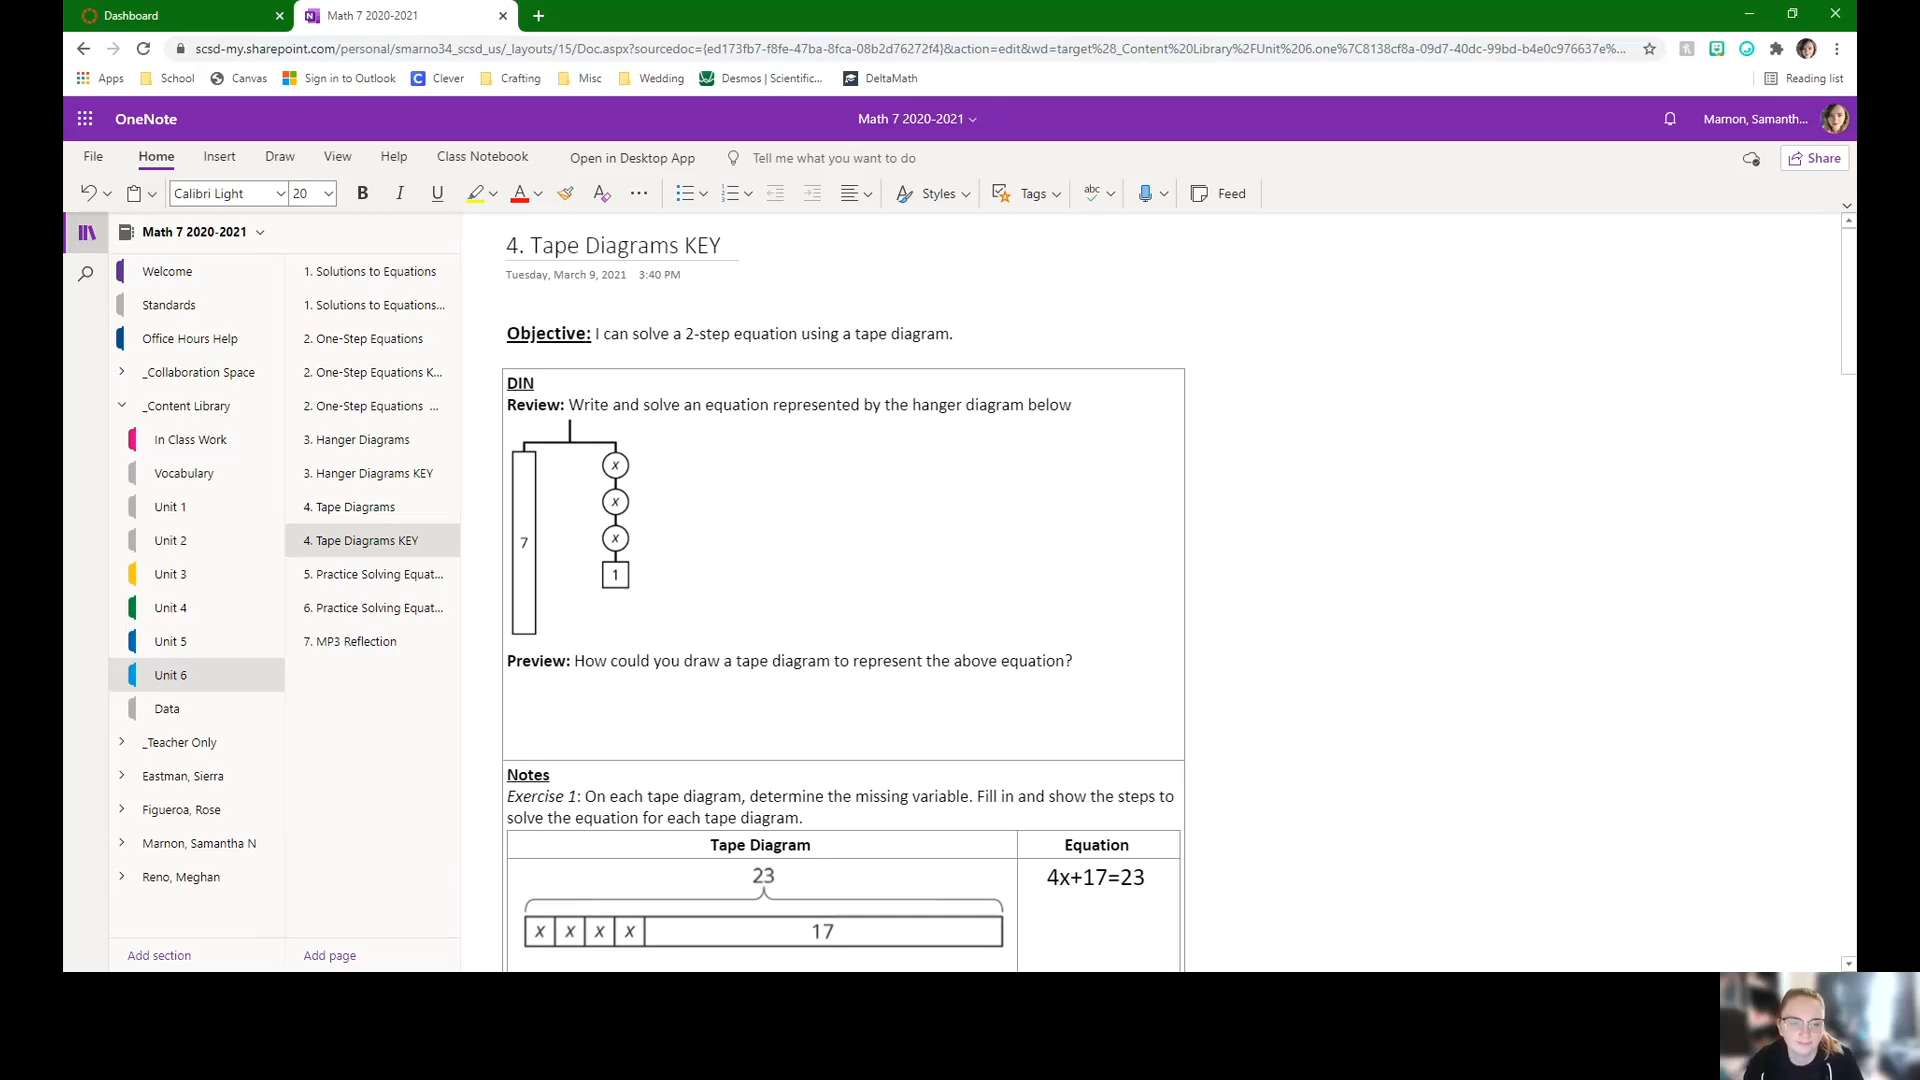 Dashboard
Math 7 2020-2021
scsd-my.sharepoint.com/personal/smarno34_scsd_us/_layouts/15/Doc.aspx?sourcedoc={ed173fb7-f8fe-47ba-8fca-08b2d76272f4}&action=edit&wd=target%28_Content%20Library%2FUnit%206.one%7C8138cf8a-09d7-40dc-99bd-b4e0c976637e%...
Apps School Canvas Sign in to Outlook Clever Crafting Misc Wedding Desmos | Scientific... DeltaMath Reading list
OneNote Math 7 2020-2021 Marnon, Samanth...
File Home Insert Draw View Help Class Notebook Open in Desktop App Tell me what you want to do Share
Calibri Light 20 B I U A A Styles Tags abc Feed
Math 7 2020-2021
Welcome
Standards
Office Hours Help
_Collaboration Space
_Content Library
In Class Work
Vocabulary
Unit 1
Unit 2
Unit 3
Unit 4
Unit 5
Unit 6
Data
_Teacher Only
Eastman, Sierra
Figueroa, Rose
Marnon, Samantha N
Reno, Meghan
Add section
1. Solutions to Equations
1. Solutions to Equations...
2. One-Step Equations
2. One-Step Equations K...
2. One-Step Equations ...
3. Hanger Diagrams
3. Hanger Diagrams KEY
4. Tape Diagrams
4. Tape Diagrams KEY
5. Practice Solving Equat...
6. Practice Solving Equat...
7. MP3 Reflection
Add page
4. Tape Diagrams KEY
Tuesday, March 9, 2021 3:40 PM
Objective: I can solve a 2-step equation using a tape diagram.
DIN
Review: Write and solve an equation represented by the hanger diagram below
x
x
x
7
1
Preview: How could you draw a tape diagram to represent the above equation?
Notes
Exercise 1: On each tape diagram, determine the missing variable. Fill in and show the steps to
solve the equation for each tape diagram.
Tape Diagram Equation
23 4x+17=23
x x x x 17